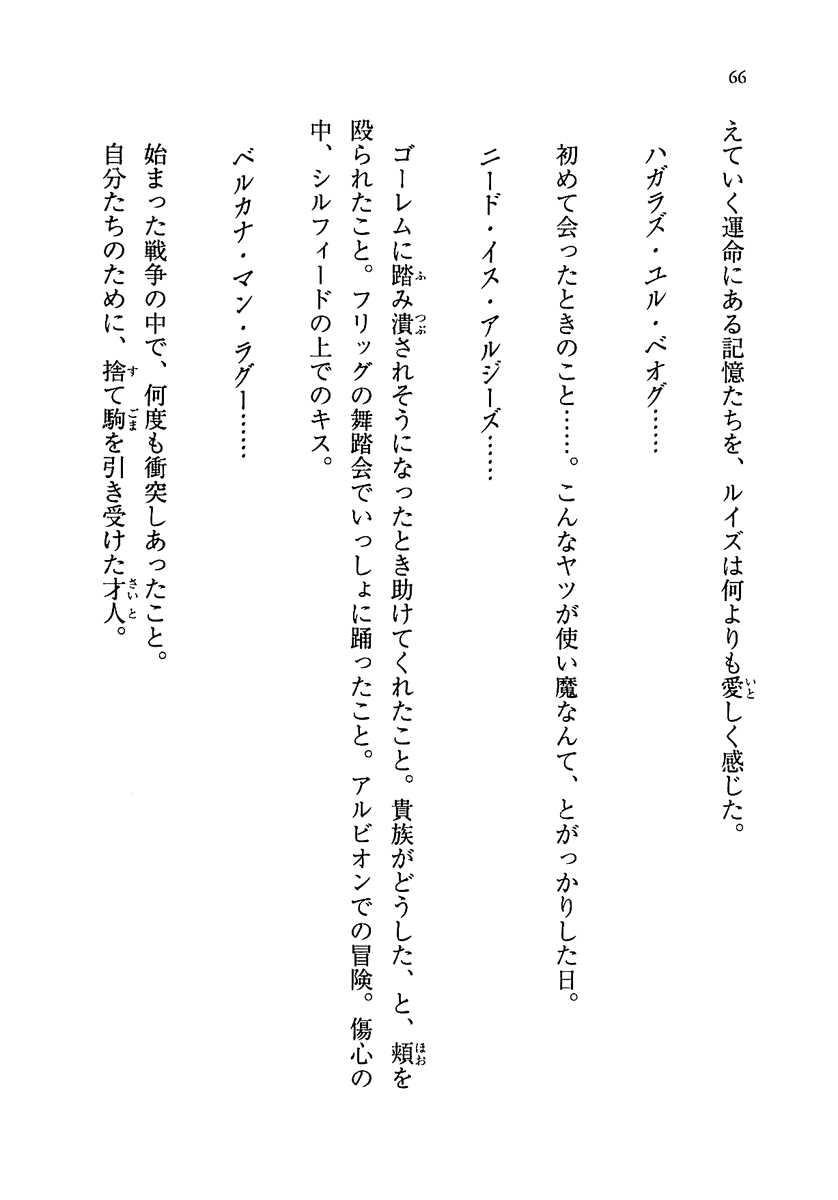 66
えていく運命にある記憶たちを、ルイズは何よりも愛しく感じた。
ハガラズ・ユル・ベオグ……
初めて会ったときのこと……。こんなヤツが使い魔なんて、とがっかりした日。
ニード・イス・アルジーズ……
ゴーレムに踏み潰されそうになったとき助けてくれたこと。貴族がどうした、と、頬を
殴られたこと。フリッグの舞踏会でいっしょに踊ったこと。アルビオンでの冒険。傷心の
中、シルフィードの上でのキス。
ベルカナ・マン・ラグー……
始まった戦争の中で、何度も衝突しあったこと。
自分たちのために、捨て駒を引き受けた才人。